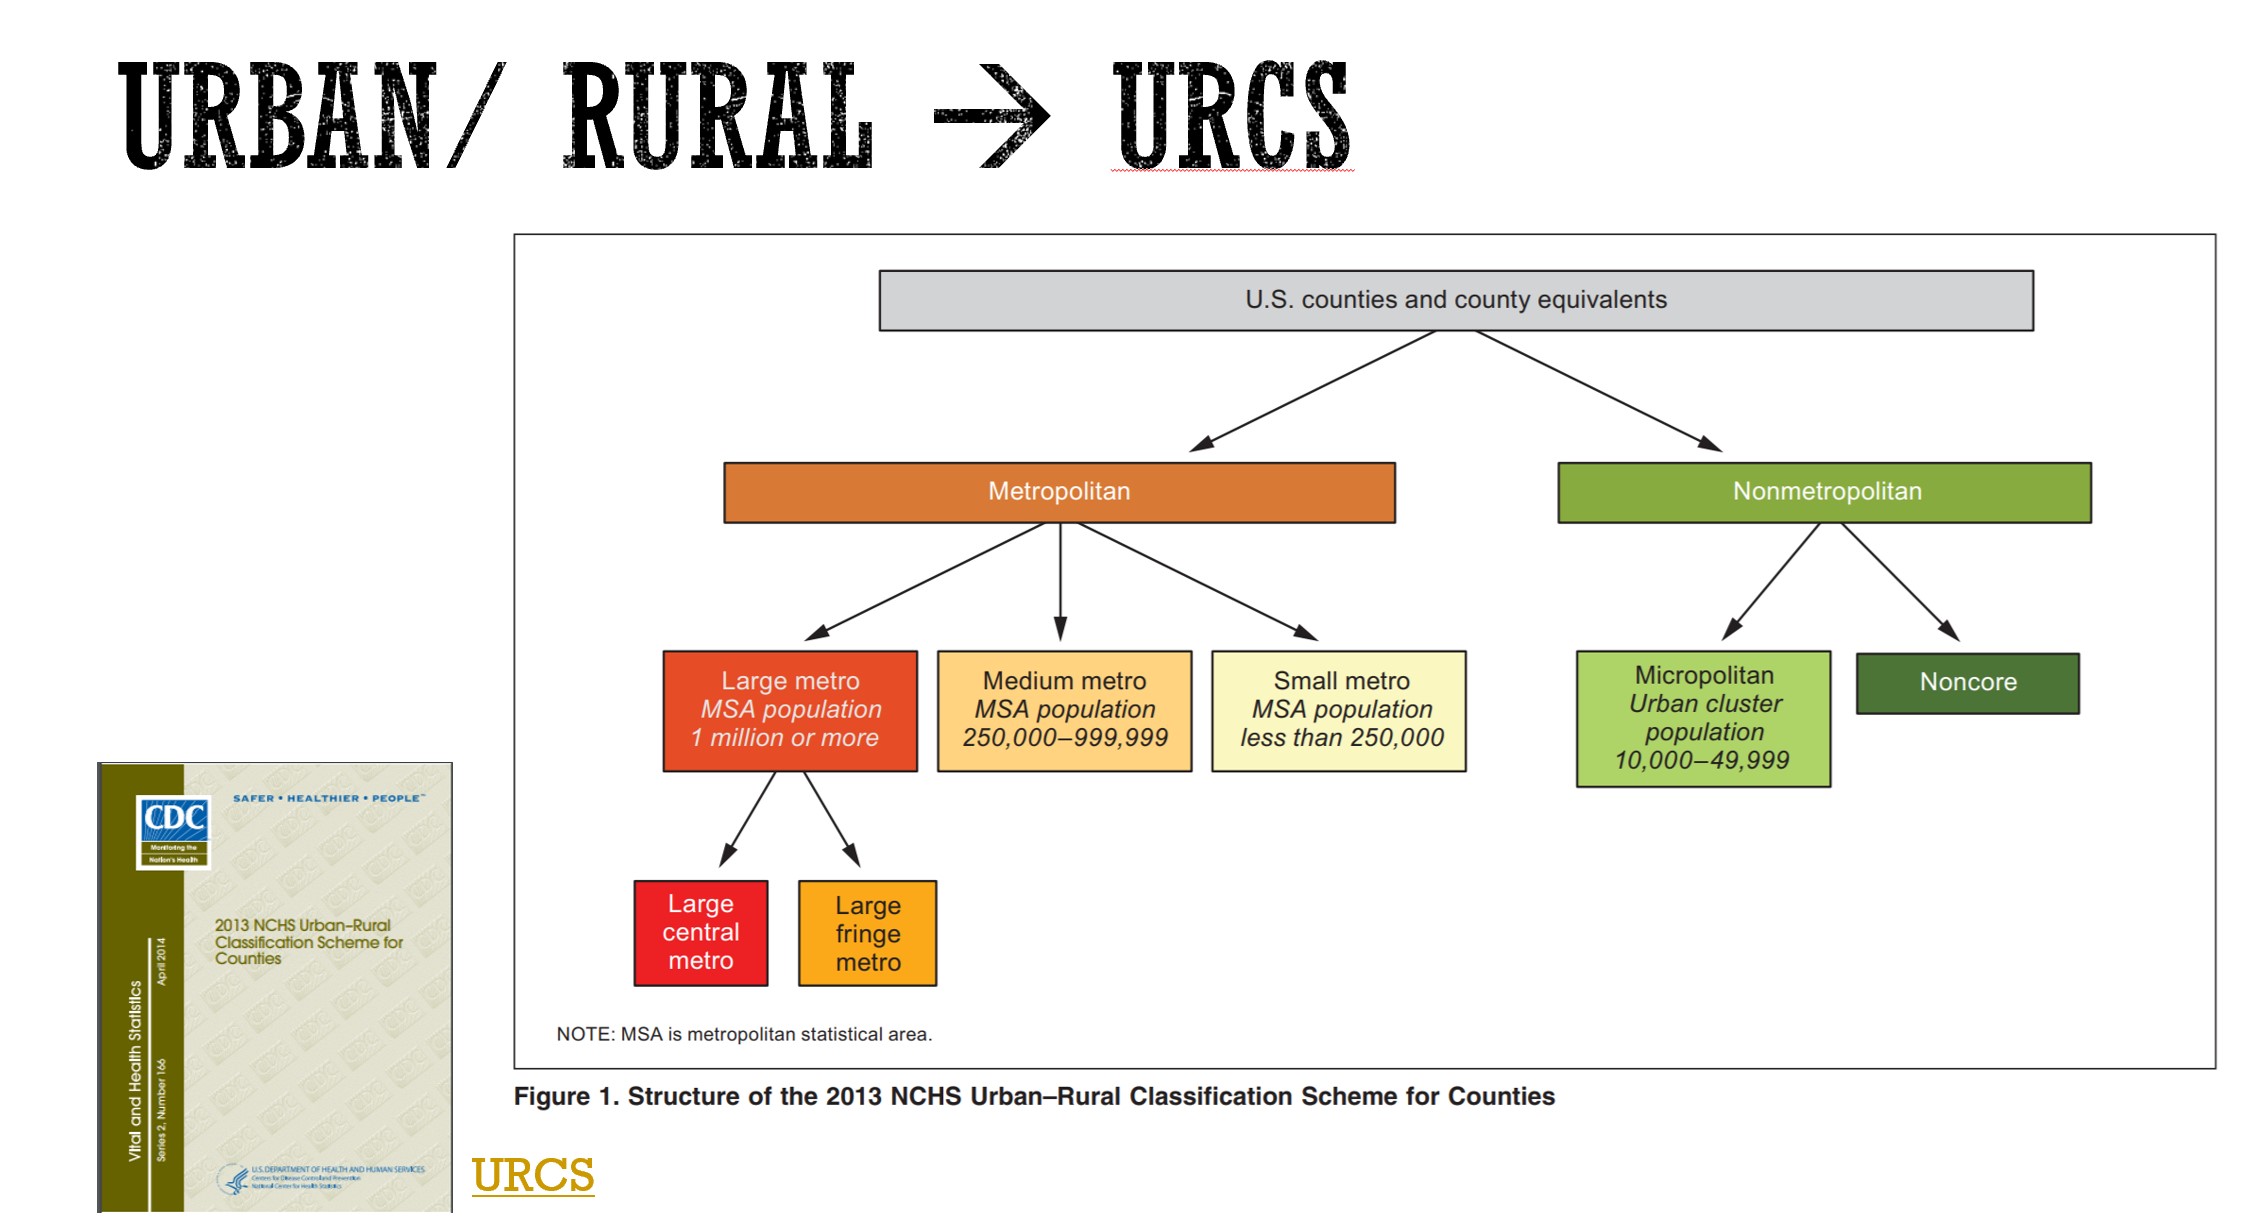 URBAN/ RURAL → URCS
U.S. counties and county equivalents
Metropolitan
Nonmetropolitan
Large metro
MSA population
1 million or more
Medium metro
MSA population
250,000–999,999
Small metro
MSA population
less than 250,000
Micropolitan
Urban cluster
population
10,000–49,999
Noncore
Large
central
metro
Large
fringe
metro
NOTE: MSA is metropolitan statistical area.
Figure 1. Structure of the 2013 NCHS Urban–Rural Classification Scheme for Counties
SAFER • HEALTHIER • PEOPLE™
CDC
Monitoring the
Nation's Health
2013 NCHS Urban–Rural
Classification Scheme for
Counties
Vital and Health Statistics
Series 2, Number 166 April 2014
U.S. DEPARTMENT OF HEALTH AND HUMAN SERVICES
Centers for Disease Control and Prevention
National Center for Health Statistics
URCS